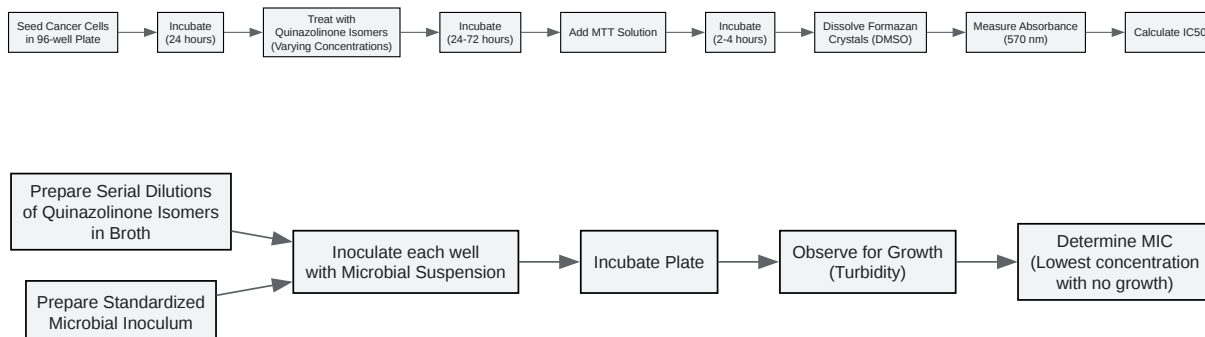 Seed Cancer Cells
in 96-well Plate
Incubate
(24 hours)
Treat with
Quinazolinone Isomers
(Varying Concentrations)
Incubate
(24-72 hours)
Add MTT Solution
Incubate
(2-4 hours)
Dissolve Formazan
Crystals (DMSO)
Measure Absorbance
(570 nm)
Calculate IC50
Prepare Serial Dilutions
of Quinazolinone Isomers
in Broth
Prepare Standardized
Microbial Inoculum
Inoculate each well
with Microbial Suspension
Incubate Plate
Observe for Growth
(Turbidity)
Determine MIC
(Lowest concentration
with no growth)